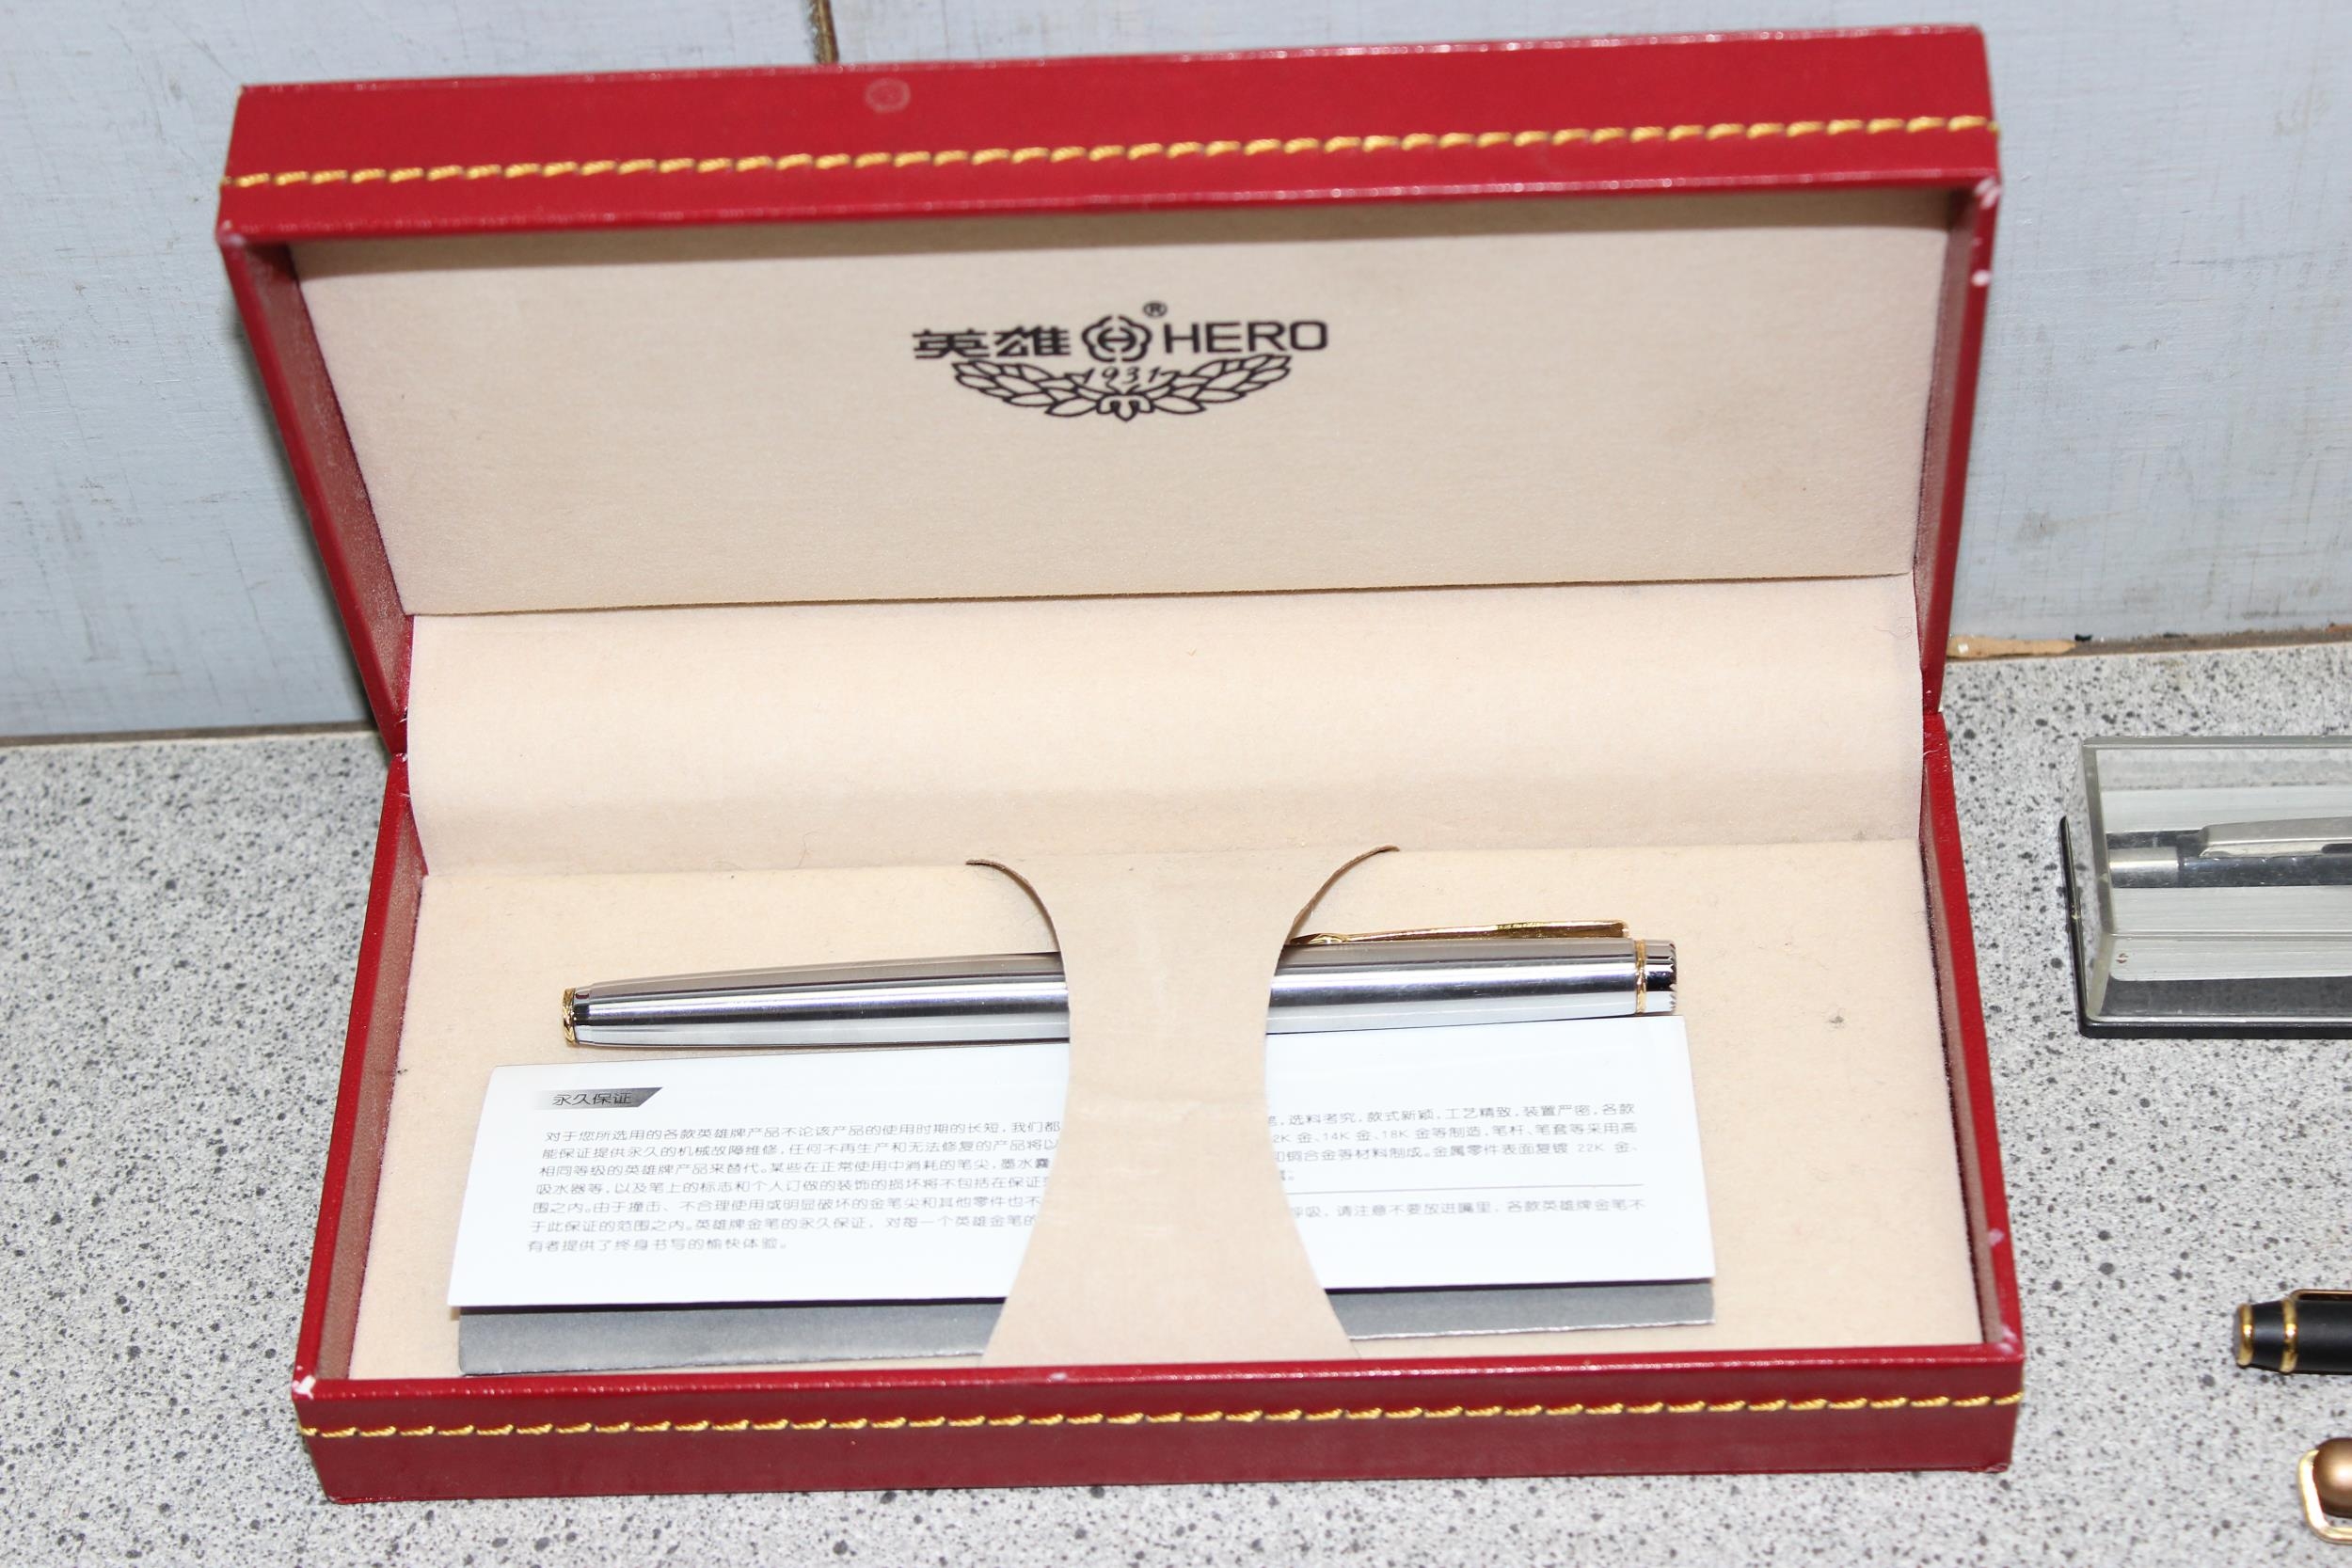 英雄 HERO ®
1931
永久保证
对于您所选用的各款英雄牌产品不论该产品的使用时期的长短,我们都
能保证提供永久的机械故障维修,任何不再生产和无法修复的产品将以
相同等级的英雄牌产品来替代。某些在正常使用中消耗的笔尖,墨水囊
吸水器等,以及笔上的标志和个人订做的装饰的损坏将不包括在保证
围之内。由于撞击、不合理使用或明显破坏的金笔尖和其他零件也不
于此保证的范围之内。英雄牌金笔的永久保证,对每一个英雄金笔的
有者提供了终身书写的愉快体验。
,选料考究,款式新颖,工艺精致,装置严密,各款
2K 金、14K 金、18K 金等制造,笔杆、笔套等采用高
和铜合金等材料制成。金属零件表面复镀 22K 金、
呼吸,请注意不要放进嘴里,各款英雄牌金笔不